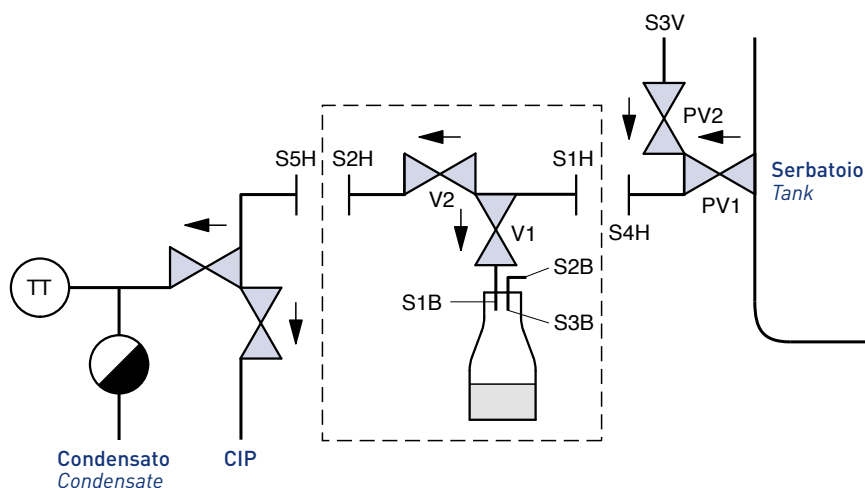 S3V
PV2
S5H
S2H
S1H
Serbatoio
Tank
V2
V1
S4H
PV1
TT
S2B
S1B
S3B
Condensato
Condensate
CIP